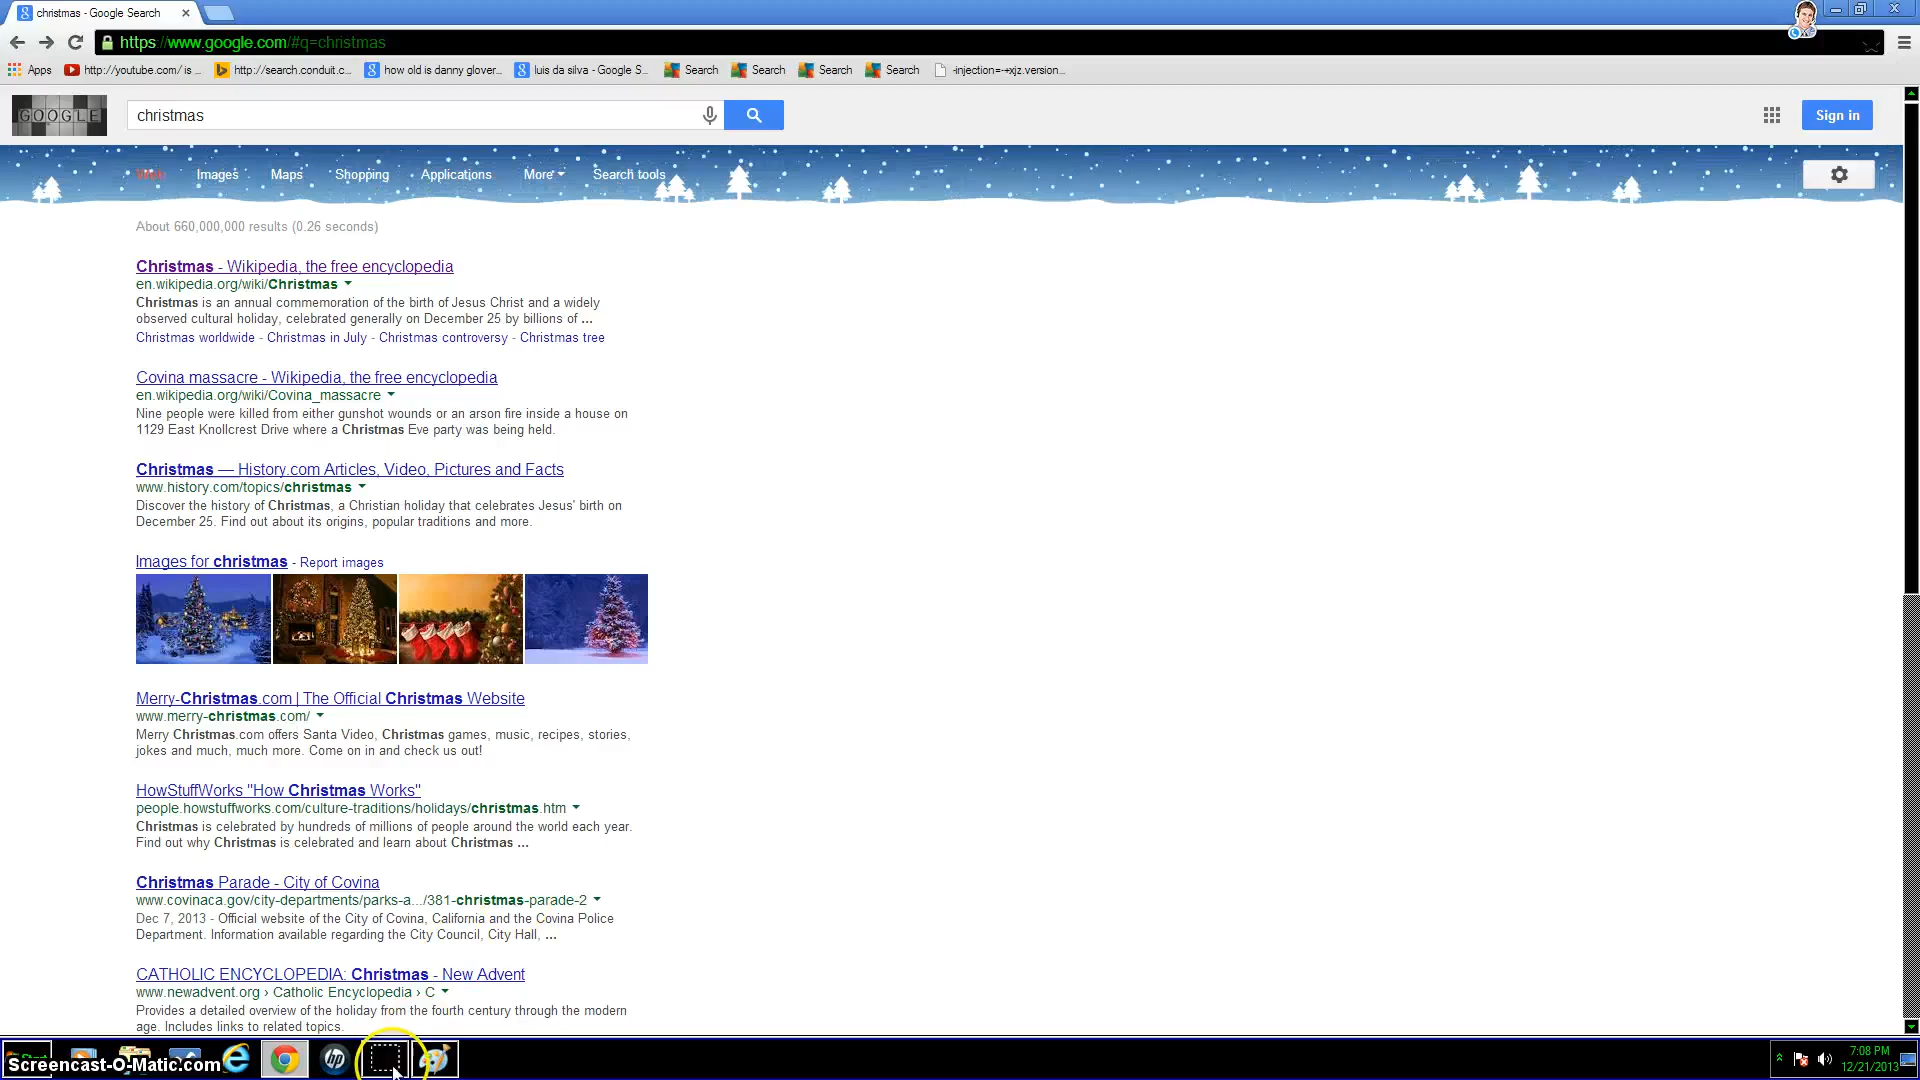 christmas - Google Search
https://www.google.com/#q=christmas
Apps http://youtube.com/ is ... http://search.conduit.c... how old is danny glover... luis da silva - Google S... Search Search Search Search -injection=-+xjz.version...
GOOGLE christmas Sign in
Web Images Maps Shopping Applications More Search tools
About 660,000,000 results (0.26 seconds)
Christmas - Wikipedia, the free encyclopedia
en.wikipedia.org/wiki/Christmas
Christmas is an annual commemoration of the birth of Jesus Christ and a widely
observed cultural holiday, celebrated generally on December 25 by billions of ...
Christmas worldwide - Christmas in July - Christmas controversy - Christmas tree
Covina massacre - Wikipedia, the free encyclopedia
en.wikipedia.org/wiki/Covina_massacre
Nine people were killed from either gunshot wounds or an arson fire inside a house on
1129 East Knollcrest Drive where a Christmas Eve party was being held.
Christmas — History.com Articles, Video, Pictures and Facts
www.history.com/topics/christmas
Discover the history of Christmas, a Christian holiday that celebrates Jesus' birth on
December 25. Find out about its origins, popular traditions and more.
Images for christmas - Report images
Merry-Christmas.com | The Official Christmas Website
www.merry-christmas.com/
Merry Christmas.com offers Santa Video, Christmas games, music, recipes, stories,
jokes and much, much more. Come on in and check us out!
HowStuffWorks "How Christmas Works"
people.howstuffworks.com/culture-traditions/holidays/christmas.htm
Christmas is celebrated by hundreds of millions of people around the world each year.
Find out why Christmas is celebrated and learn about Christmas ...
Christmas Parade - City of Covina
www.covinaca.gov/city-departments/parks-a.../381-christmas-parade-2
Dec 7, 2013 - Official website of the City of Covina, California and the Covina Police
Department. Information available regarding the City Council, City Hall, ...
CATHOLIC ENCYCLOPEDIA: Christmas - New Advent
www.newadvent.org › Catholic Encyclopedia › C
Provides a detailed overview of the holiday from the fourth century through the modern
age. Includes links to related topics.
Screencast-O-Matic.com
hp
7:08 PM
12/21/2013